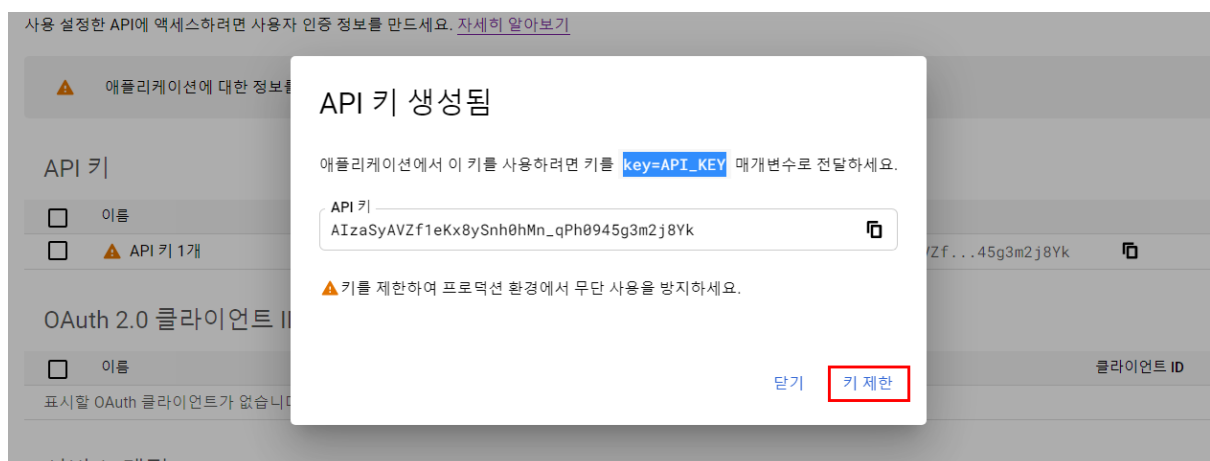 사용 설정한 API에 액세스하려면 사용자 인증 정보를 만드세요. 자세히 알아보기
애플리케이션에 대한 정보를
API 키 생성됨
애플리케이션에서 이 키를 사용하려면 키를 key=API_KEY 매개변수로 전달하세요.
API 키
이름
API 키
AIzaSyAVZf1eKx8ySnh0hMn_qPh0945g3m2j8Yk
API 키 1개
Zf...45g3m2j8Yk
키를 제한하여 프로덕션 환경에서 무단 사용을 방지하세요.
OAuth 2.0 클라이언트 I
이름
클라이언트 ID
닫기
키 제한
표시할 OAuth 클라이언트가 없습니다